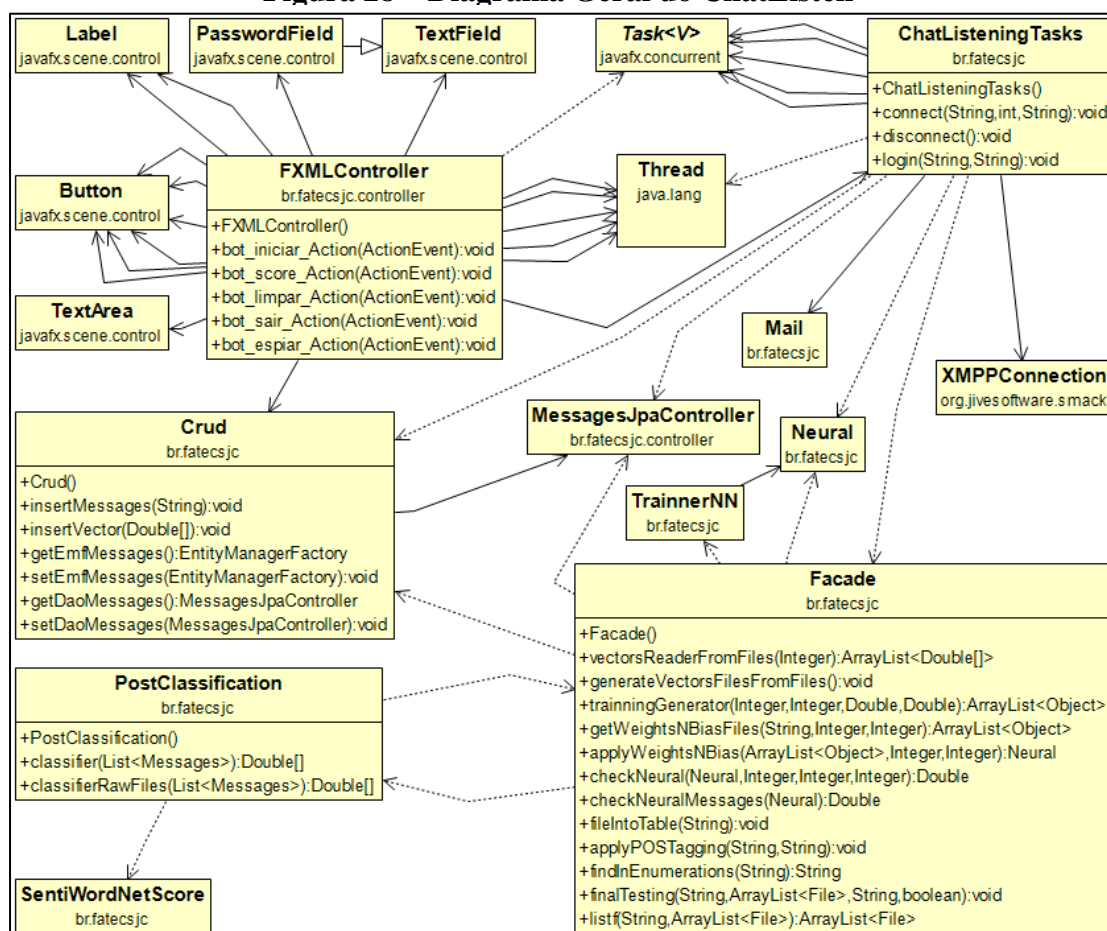 Label
javafx.scene.control
PasswordField
javafx.scene.control
TextField
javafx.scene.control
Task<V>
javafx.concurrent
ChatListeningTasks
br.fatecsjc
+ChatListeningTasks()
+connect(String,int,String):void
+disconnect():void
+login(String,String):void
Button
javafx.scene.control
FXMLController
br.fatecsjc.controller
+FXMLController()
+bot_iniciar_Action(ActionEvent):void
+bot_score_Action(ActionEvent):void
+bot_limpar_Action(ActionEvent):void
+bot_sair_Action(ActionEvent):void
+bot_espiar_Action(ActionEvent):void
Thread
java.lang
TextArea
javafx.scene.control
Mail
br.fatecsjc
XMPPConnection
org.jivesoftware.smack
Crud
br.fatecsjc
+Crud()
+insertMessages(String):void
+insertVector(Double[]):void
+getEmfMessages():EntityManagerFactory
+setEmfMessages(EntityManagerFactory):void
+getDaoMessages():MessagesJpaController
+setDaoMessages(MessagesJpaController):void
MessagesJpaController
br.fatecsjc.controller
Neural
br.fatecsjc
TrainnerNN
br.fatecsjc
Facade
br.fatecsjc
+Facade()
+vectorsReaderFromFiles(Integer):ArrayList<Double[]>
+generateVectorsFilesFromFiles():void
+trainningGenerator(Integer,Integer,Double,Double):ArrayList<Object>
+getWeightsNBiasFiles(String,Integer,Integer):ArrayList<Object>
+applyWeightsNBias(ArrayList<Object>,Integer,Integer):Neural
+checkNeural(Neural,Integer,Integer,Integer):Double
+checkNeuralMessages(Neural):Double
+fileIntoTable(String):void
+applyPOSTagging(String,String):void
+findInEnumerations(String):String
+finalTesting(String,ArrayList<File>,String,boolean):void
+listf(String,ArrayList<File>):ArrayList<File>
PostClassification
br.fatecsjc
+PostClassification()
+classifier(List<Messages>):Double[]
+classifierRawFiles(List<Messages>):Double[]
SentiWordNetScore
br.fatecsjc